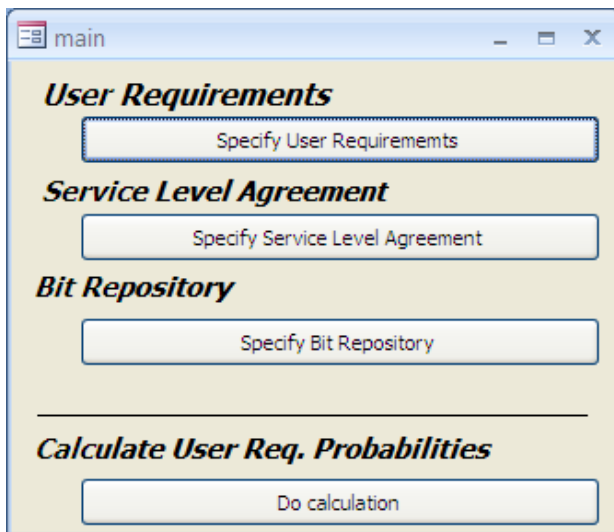 main
User Requirements
Specify User Requirememts
Service Level Agreement
Specify Service Level Agreement
Bit Repository
Specify Bit Repository
Calculate User Req. Probabilities
Do calculation